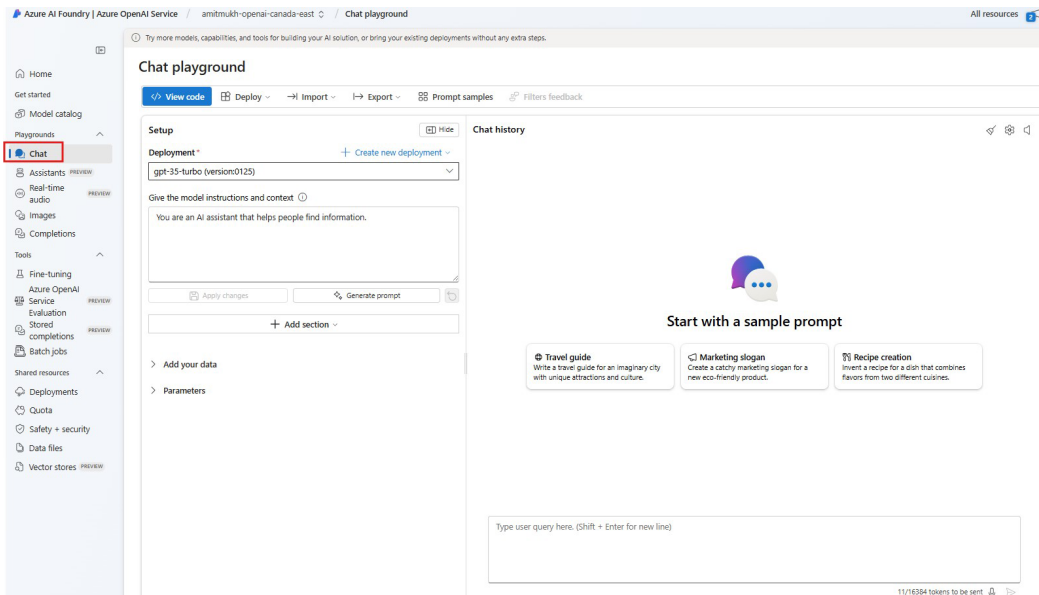 Azure AI Foundry | Azure OpenAI Service / amitmukh-openai-canada-east / Chat playground
All resources 2
Try more models, capabilities, and tools for building your AI solution, or bring your existing deployments without any extra steps.
Home
Get started
Model catalog
Playgrounds
Chat
Assistants PREVIEW
Real-time
audio PREVIEW
Images
Completions
Tools
Fine-tuning
Azure OpenAI
Service
Evaluation PREVIEW
Stored
completions PREVIEW
Batch jobs
Shared resources
Deployments
Quota
Safety + security
Data files
Vector stores PREVIEW
Chat playground
</> View code Deploy Import Export Prompt samples Filters feedback
Setup Hide
Deployment * + Create new deployment
gpt-35-turbo (version:0125)
Give the model instructions and context
You are an AI assistant that helps people find information.
Apply changes Generate prompt
+ Add section
Add your data
Parameters
Chat history
Start with a sample prompt
Travel guide
Write a travel guide for an imaginary city
with unique attractions and culture.
Marketing slogan
Create a catchy marketing slogan for a
new eco-friendly product.
Recipe creation
Invent a recipe for a dish that combines
flavors from two different cuisines.
Type user query here. (Shift + Enter for new line)
11/16384 tokens to be sent